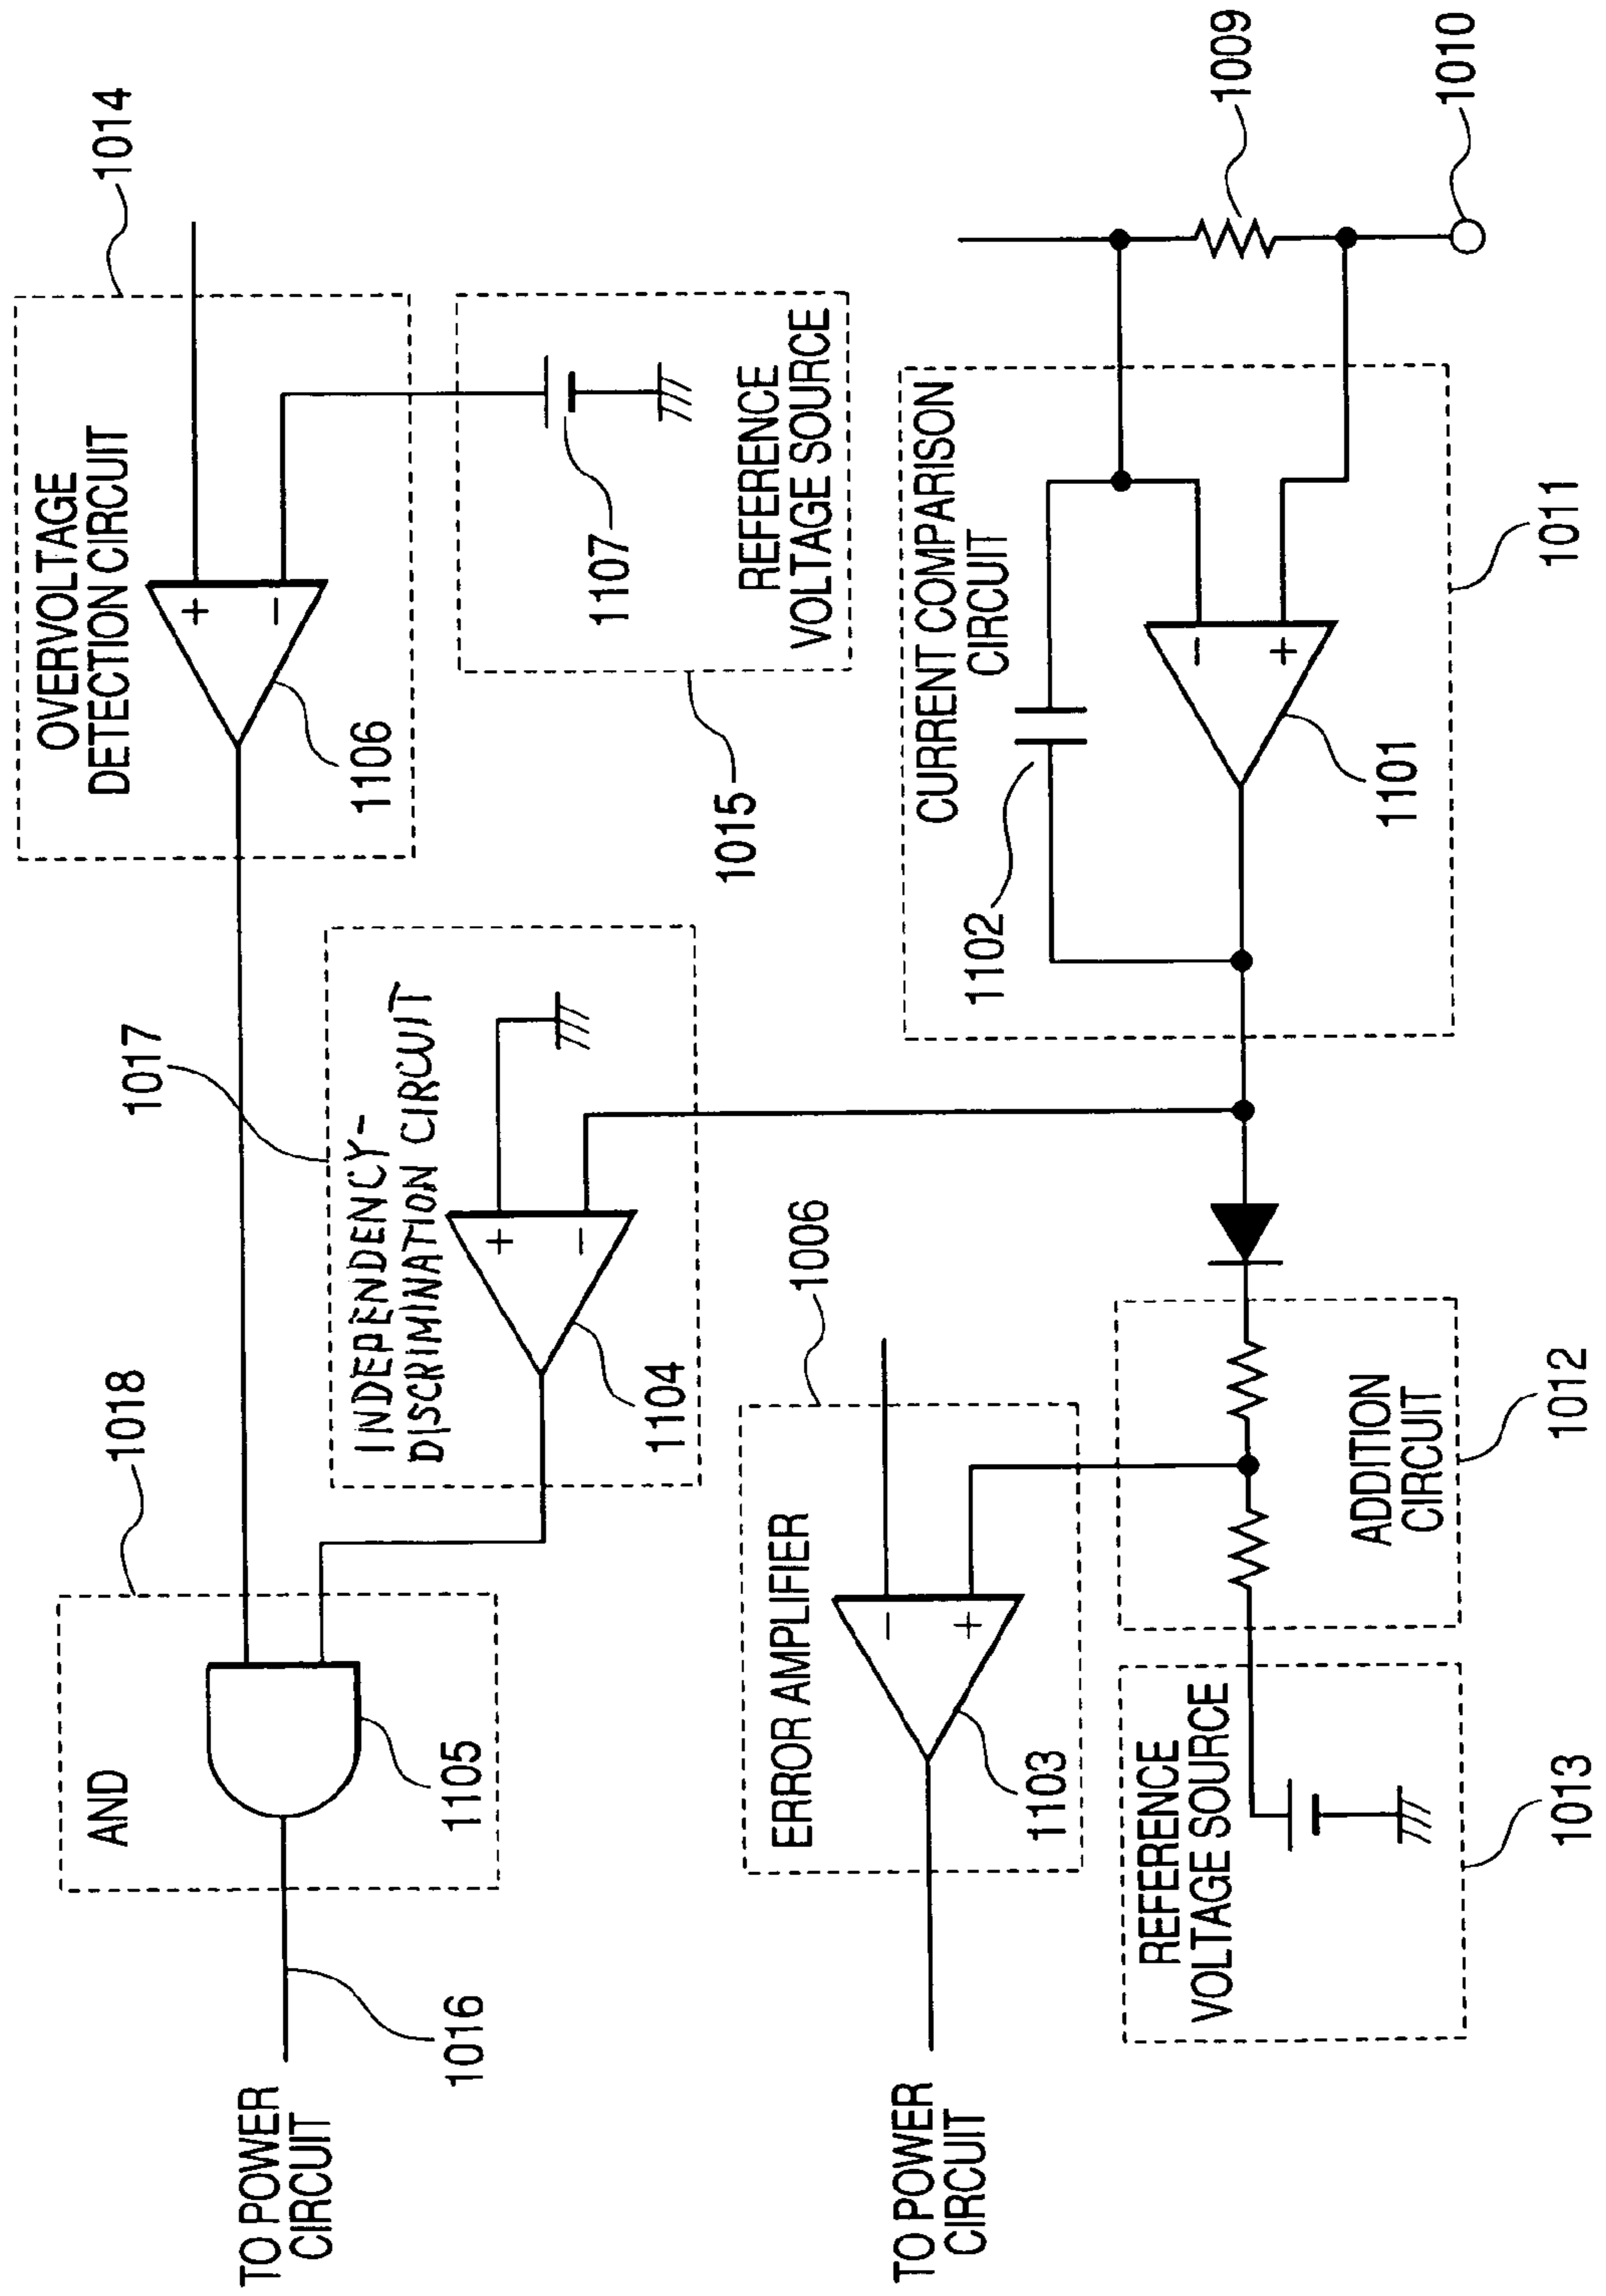 1014
OVERVOLTAGE
DETECTION CIRCUIT
+
−
1106
1107
REFERENCE
VOLTAGE SOURCE
1015
1009
1010
CURRENT COMPARISON
CIRCUIT
1102
−
+
1101
1011
1017
INDEPENDENCY-
DISCRIMINATION CIRCUIT
+
−
1104
1018
AND
1105
1016
TO POWER
CIRCUIT
1006
ERROR AMPLIFIER
−
+
1103
TO POWER
CIRCUIT
ADDITION
CIRCUIT
1012
REFERENCE
VOLTAGE SOURCE
1013